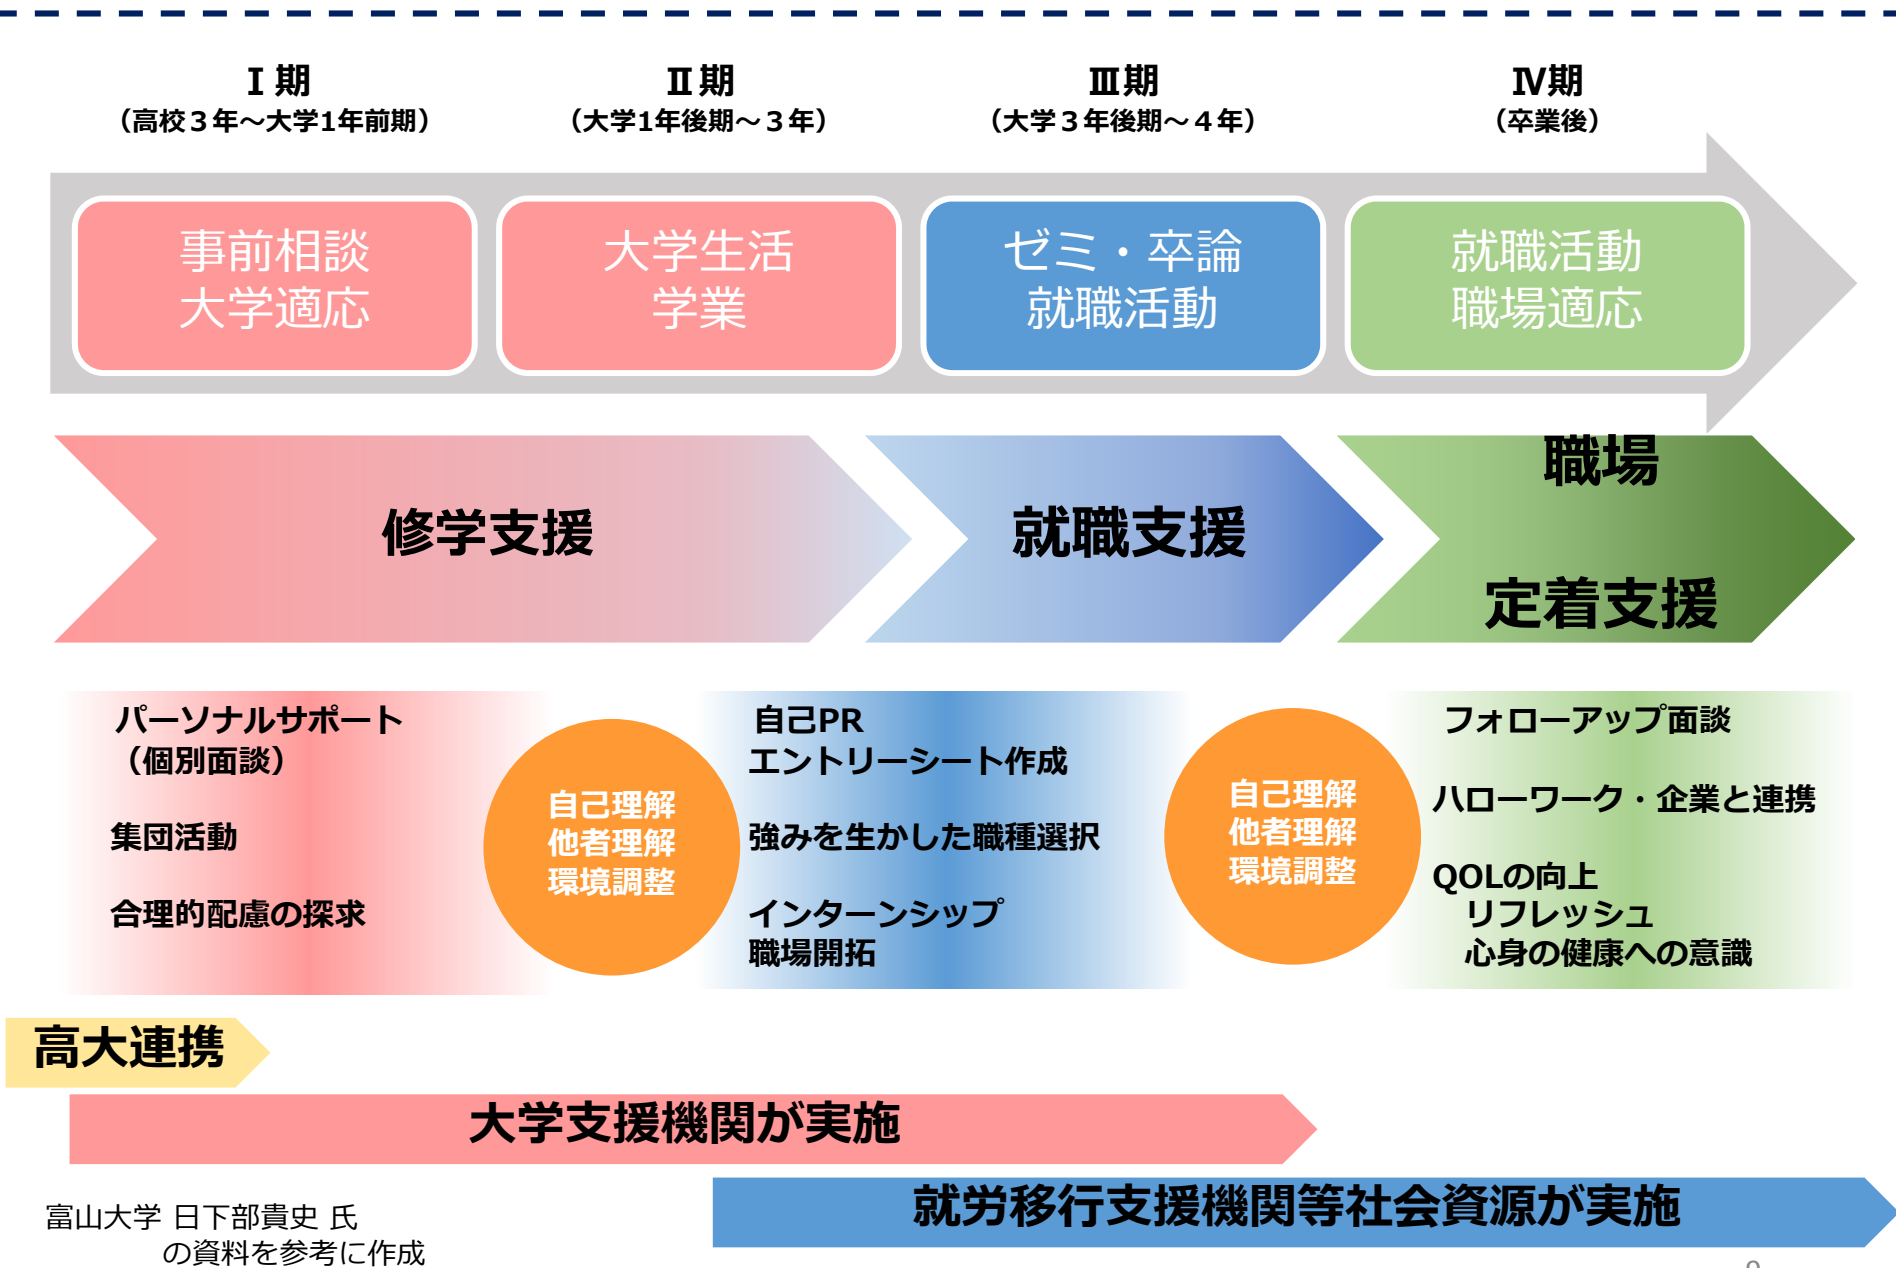 Ⅰ期
（高校３年～大学1年前期）
Ⅱ期
（大学1年後期～３年）
Ⅲ期
（大学３年後期～４年）
Ⅳ期
（卒業後）
事前相談
大学適応
大学生活
学業
ゼミ・卒論
就職活動
就職活動
職場適応
修学支援
就職支援
職場
定着支援
パーソナルサポート
（個別面談）
集団活動
合理的配慮の探求
自己理解
他者理解
環境調整
自己PR
エントリーシート作成
強みを生かした職種選択
インターンシップ
職場開拓
自己理解
他者理解
環境調整
フォローアップ面談
ハローワーク・企業と連携
QOLの向上
リフレッシュ
心身の健康への意識
高大連携
大学支援機関が実施
就労移行支援機関等社会資源が実施
富山大学 日下部貴史 氏
の資料を参考に作成